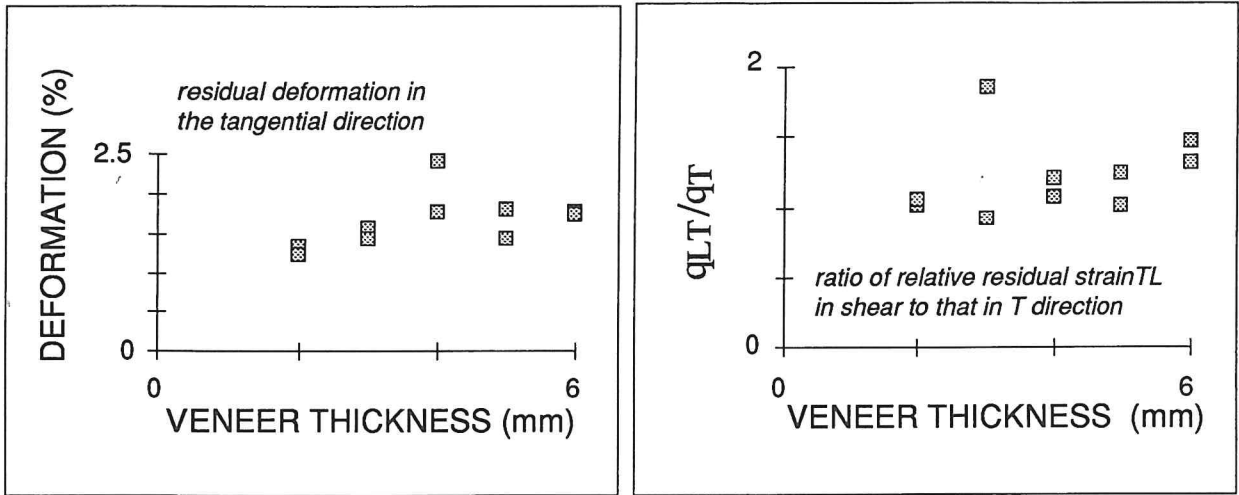 DEFORMATION (%)
residual deformation in
the tangential direction
2.5
0
0
6
VENEER THICKNESS (mm)
qLT/qT
2
ratio of relative residual strainTL
in shear to that in T direction
0
0
6
VENEER THICKNESS (mm)